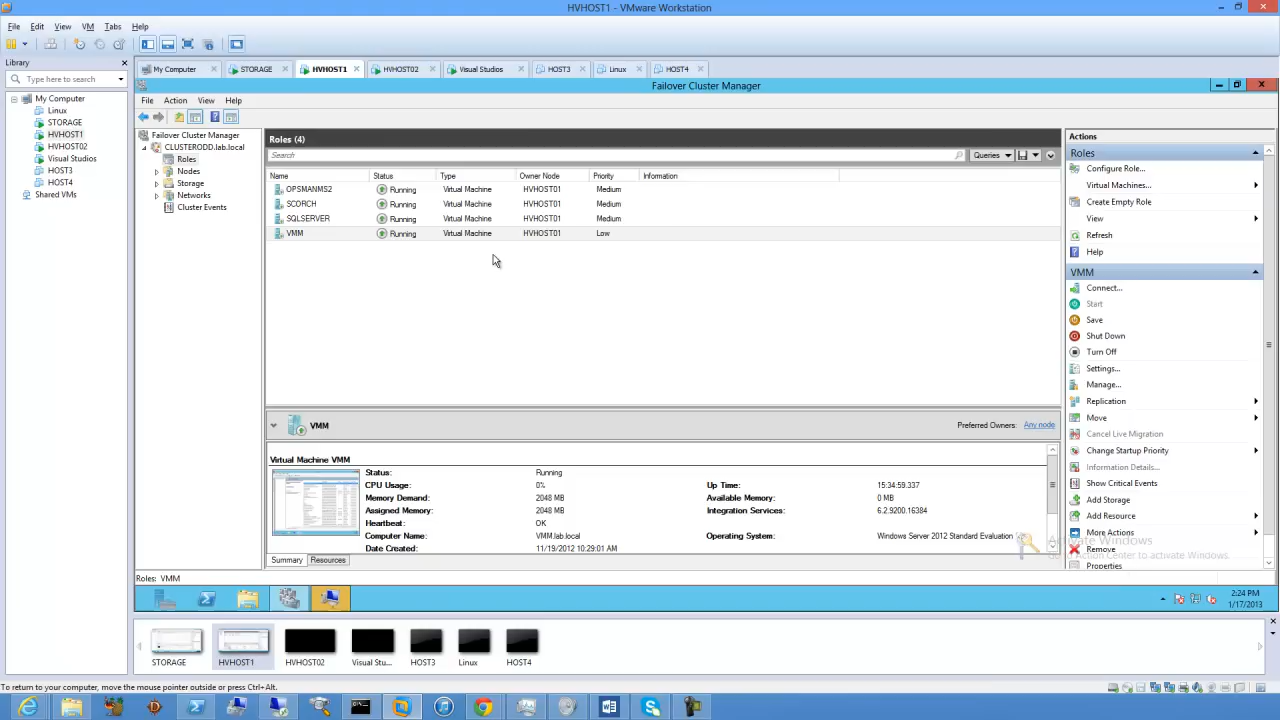 HVHOST1 - VMware Workstation
File Edit View VM Tabs Help
Library
Type here to search
My Computer
Linux
STORAGE
HVHOST1
HVHOST02
Visual Studios
HOST3
HOST4
Shared VMs
My Computer STORAGE HVHOST1 HVHOST02 Visual Studios HOST3 Linux HOST4
Failover Cluster Manager
File Action View Help
Failover Cluster Manager
CLUSTERODD.lab.local
Roles
Nodes
Storage
Networks
Cluster Events
Roles (4)
Search Queries
Name Status Type Owner Node Priority Information
OPSMANMS2 Running Virtual Machine HVHOST01 Medium
SCORCH Running Virtual Machine HVHOST01 Medium
SQLSERVER Running Virtual Machine HVHOST01 Medium
VMM Running Virtual Machine HVHOST01 Low
VMM Preferred Owners: Any node
Virtual Machine VMM
Status: Running
CPU Usage: 0% Up Time: 15:34:59.337
Memory Demand: 2048 MB Available Memory: 0 MB
Assigned Memory: 2048 MB Integration Services: 6.2.9200.16384
Heartbeat: OK
Computer Name: VMM.lab.local Operating System: Windows Server 2012 Standard Evaluation
Date Created: 11/19/2012 10:29:01 AM
Summary Resources
Roles: VMM
Actions
Roles
Configure Role...
Virtual Machines...
Create Empty Role
View
Refresh
Help
VMM
Connect...
Start
Save
Shut Down
Turn Off
Settings...
Manage...
Replication
Move
Cancel Live Migration
Change Startup Priority
Information Details...
Show Critical Events
Add Storage
Add Resource
More Actions
Remove
Properties
Activate Windows
Go to Action Center to activate Windows.
2:24 PM
1/17/2013
STORAGE HVHOST1 HVHOST02 Visual Stu... HOST3 Linux HOST4
To return to your computer, move the mouse pointer outside or press Ctrl+Alt.